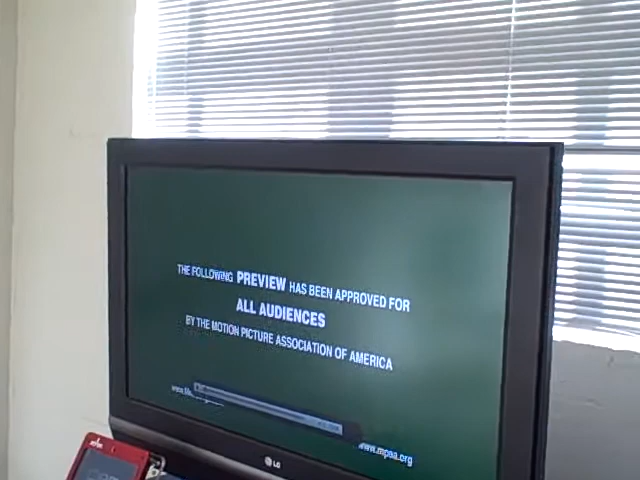 THE FOLLOWING PREVIEW HAS BEEN APPROVED FOR
ALL AUDIENCES
BY THE MOTION PICTURE ASSOCIATION OF AMERICA
www.mpaa.org
LG